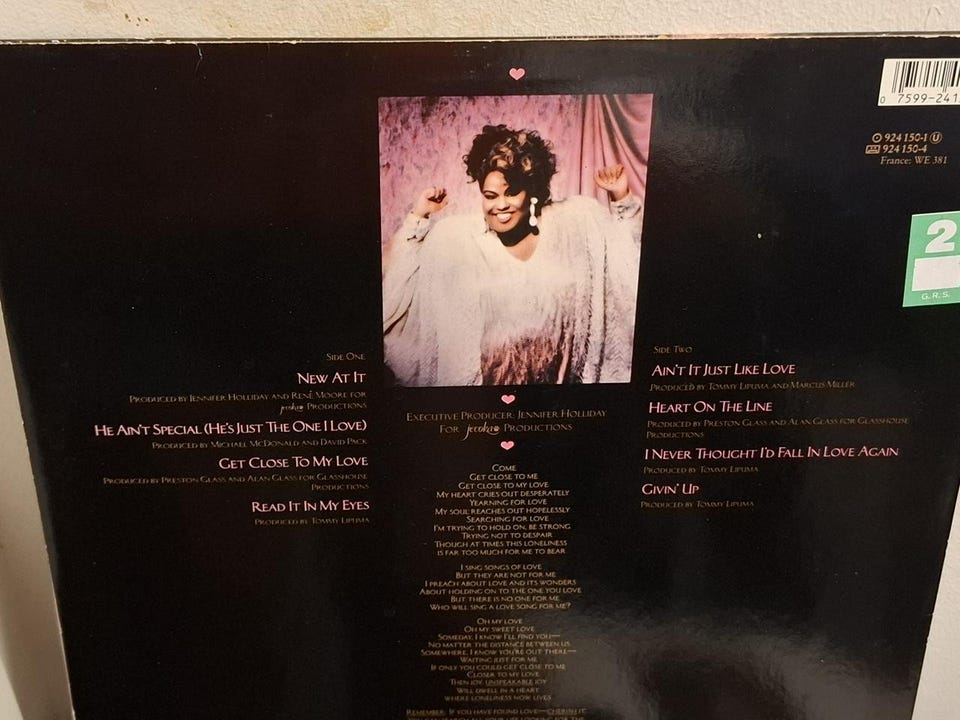 0 7599-241
924 150-1 U
924 150-4
France: WE 381
2
G.R.S.
SIDE ONE
NEW AT IT
PRODUCED BY JENNIFER HOLLIDAY AND RENÉ MOORE FOR
PRODUCTIONS
HE AIN'T SPECIAL (HE'S JUST THE ONE I LOVE)
PRODUCED BY MICHAEL MCDONALD AND DAVID PACK
GET CLOSE TO MY LOVE
PRODUCED BY PRESTON GLASS AND ALAN GLASS FOR GLASSHOUSE
PRODUCTIONS
READ IT IN MY EYES
PRODUCED BY TOMMY LIPUMA
EXECUTIVE PRODUCER: JENNIFER HOLLIDAY
FOR PRODUCTIONS
COME
GET CLOSE TO ME
GET CLOSE TO MY LOVE
MY HEART CRIES OUT DESPERATELY
YEARNING FOR LOVE
MY SOUL REACHES OUT HOPELESSLY
SEARCHING FOR LOVE
I'M TRYING TO HOLD ON, BE STRONG
TRYING NOT TO DESPAIR
THOUGH AT TIMES THIS LONELINESS
IS FAR TOO MUCH FOR ME TO BEAR
I SING SONGS OF LOVE
BUT THEY ARE NOT FOR ME
I PREACH ABOUT LOVE AND ITS WONDERS
ABOUT HOLDING ON TO THE ONE YOU LOVE
BUT THERE IS NO ONE FOR ME
WHO WILL SING A LOVE SONG FOR ME?
OH MY LOVE
OH MY SWEET LOVE
SOMEDAY, I KNOW I'LL FIND YOU—
NO MATTER THE DISTANCE BETWEEN US
SOMEWHERE, I KNOW YOU'RE OUT THERE—
WAITING JUST FOR ME
IF ONLY YOU COULD GET CLOSE TO ME
CLOSER TO MY LOVE
THEN JOY, UNSPEAKABLE JOY
WILL DWELL IN A HEART
WHERE LONELINESS NOW LIVES
REMEMBER: IF YOU HAVE FOUND LOVE—CHERISH IT.
SIDE TWO
AIN'T IT JUST LIKE LOVE
PRODUCED BY TOMMY LIPUMA AND MARCUS MILLER
HEART ON THE LINE
PRODUCED BY PRESTON GLASS AND ALAN GLASS FOR GLASSHOUSE
PRODUCTIONS
I NEVER THOUGHT I'D FALL IN LOVE AGAIN
PRODUCED BY TOMMY LIPUMA
GIVIN' UP
PRODUCED BY TOMMY LIPUMA